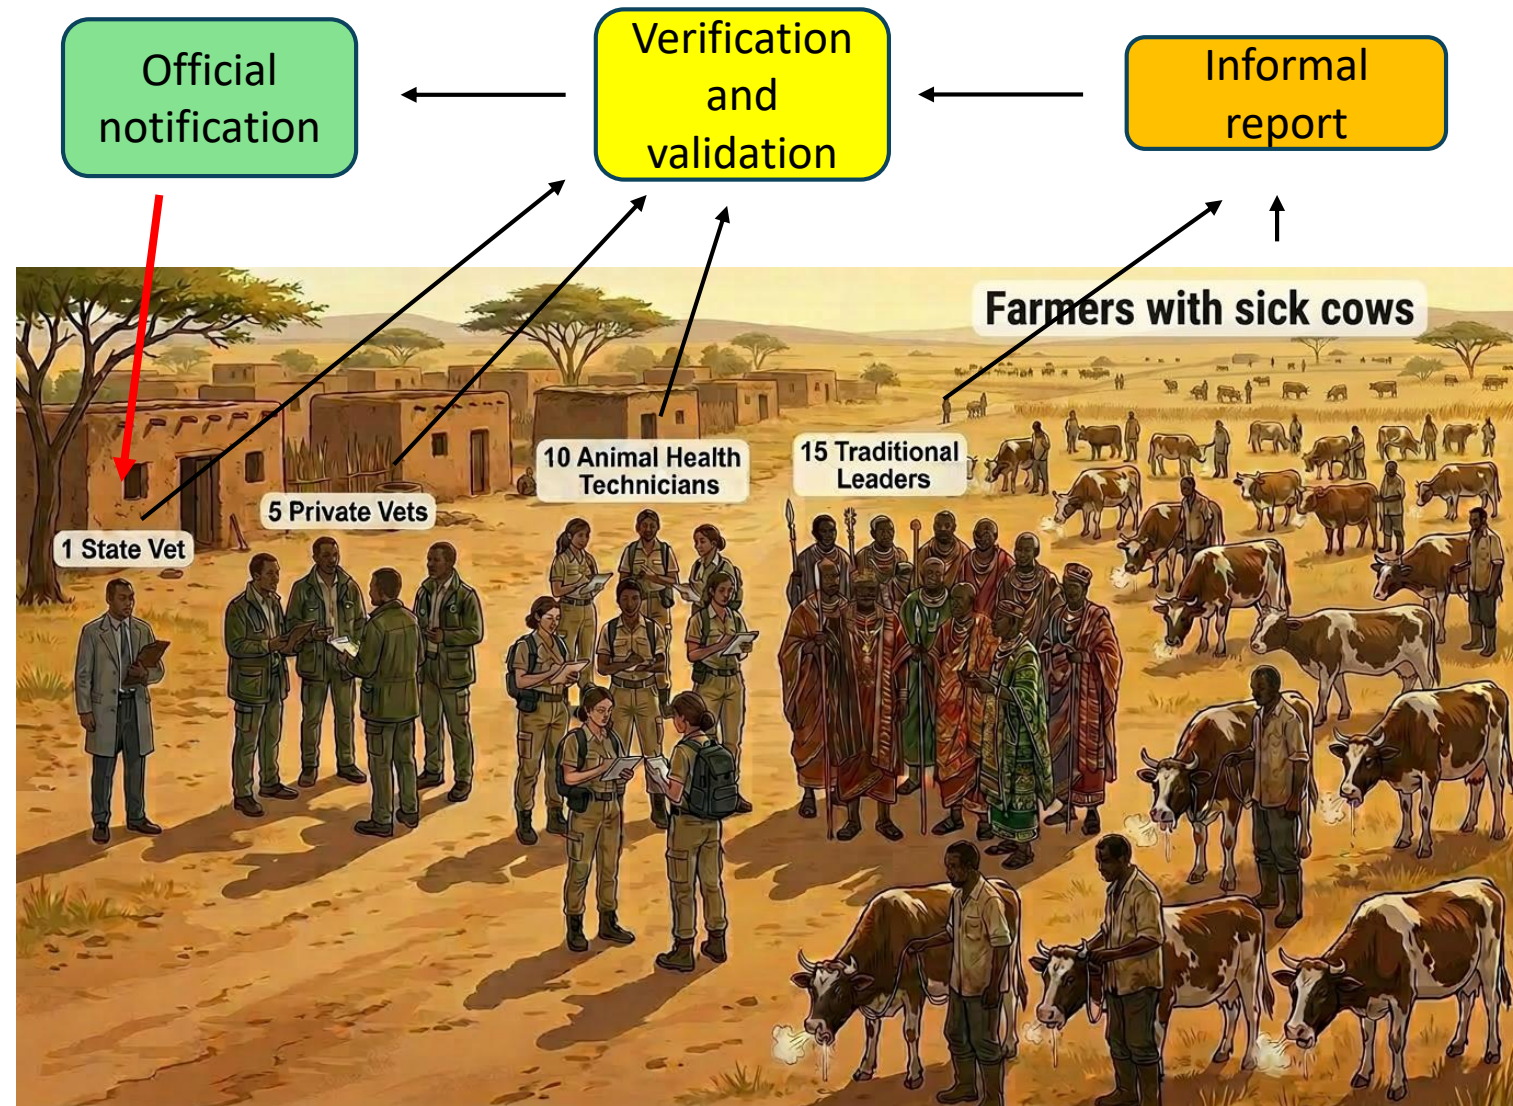 Official
notification
Verification
and
validation
Informal
report
Farmers with sick cows
1 State Vet
5 Private Vets
10 Animal Health
Technicians
15 Traditional
Leaders